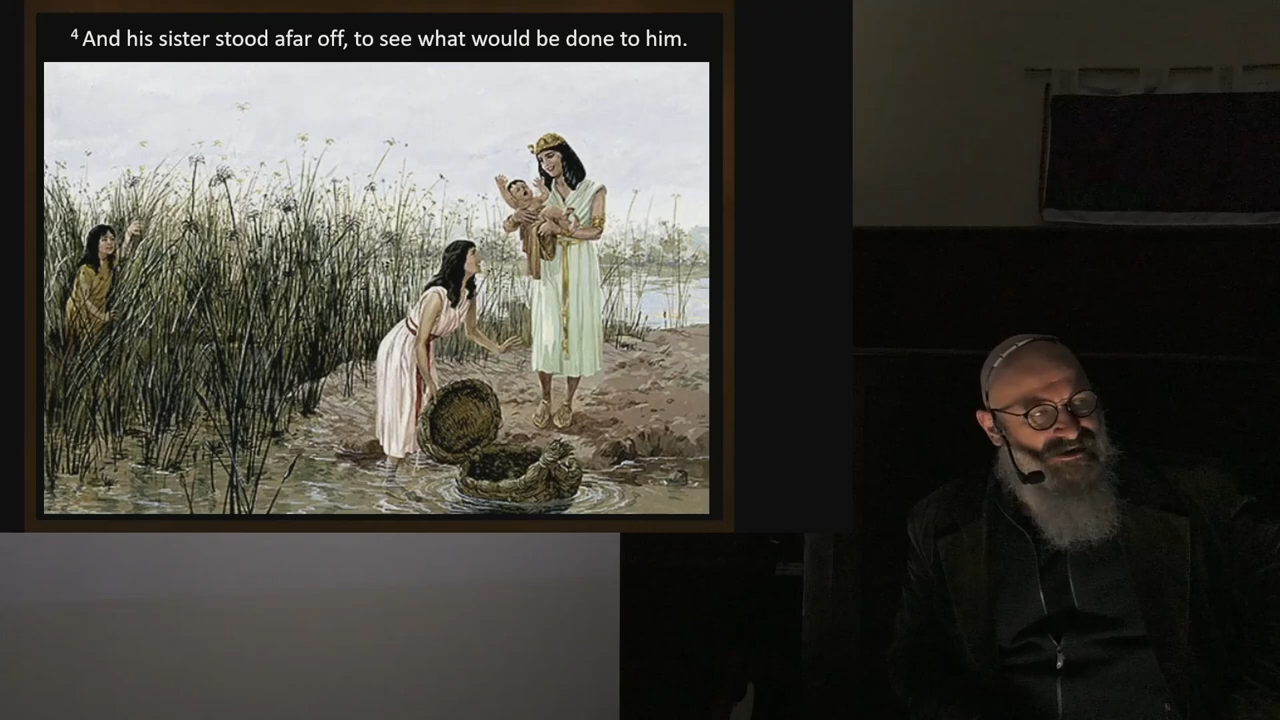 ⁴ And his sister stood afar off, to see what would be done to him.